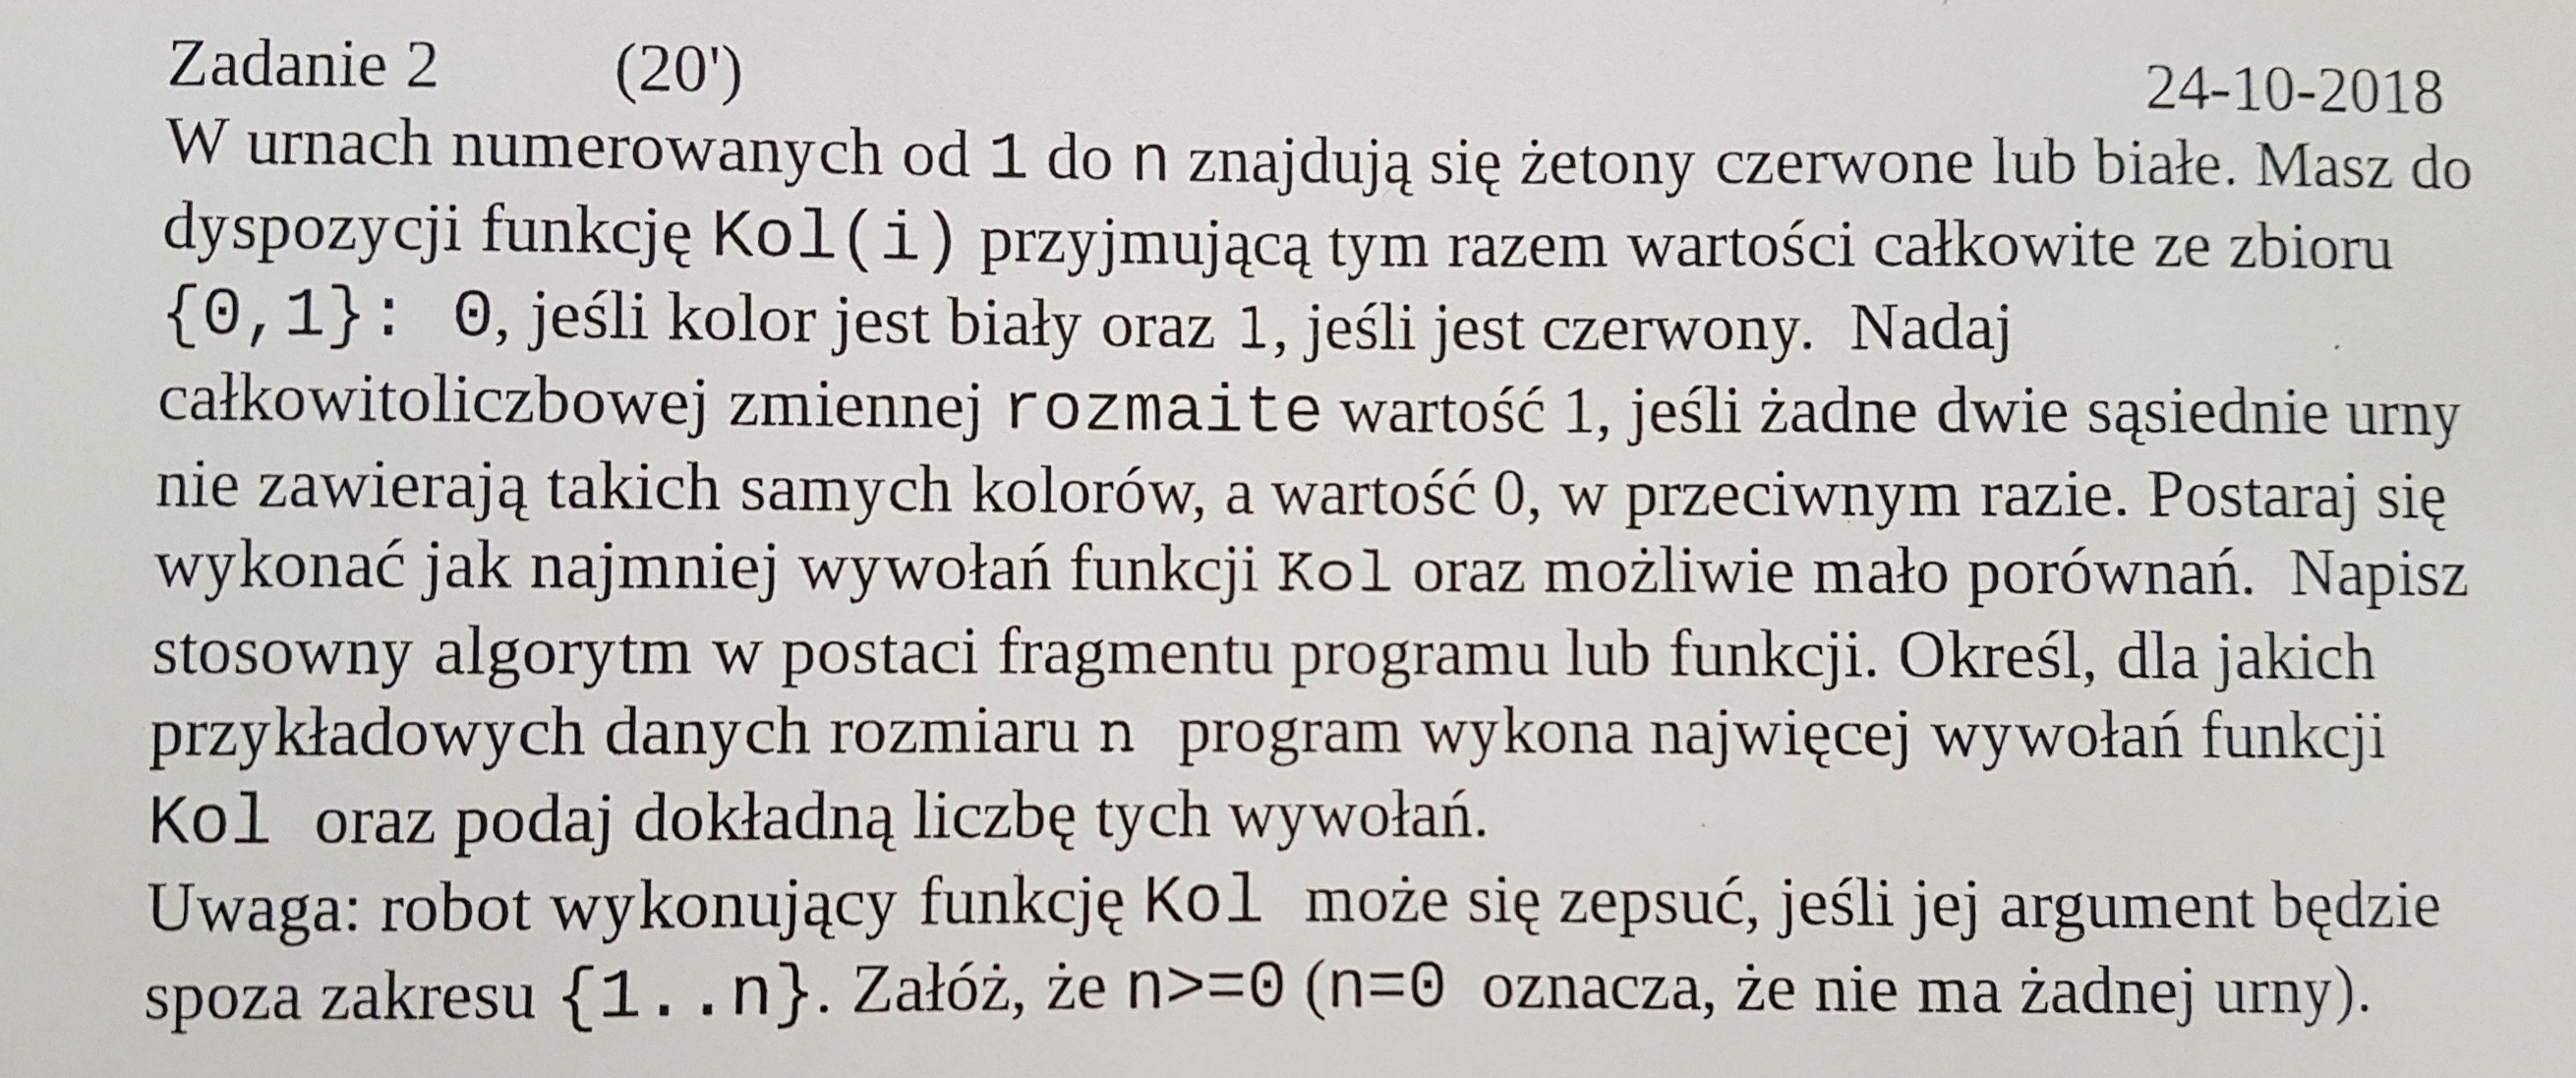 Zadanie 2 (20')
24-10-2018
W urnach numerowanych od 1 do n znajdują się żetony czerwone lub białe. Masz do
dyspozycji funkcję Kol(i) przyjmującą tym razem wartości całkowite ze zbioru
{0,1}: 0, jeśli kolor jest biały oraz 1, jeśli jest czerwony. Nadaj
całkowitoliczbowej zmiennej rozmaite wartość 1, jeśli żadne dwie sąsiednie urny
nie zawierają takich samych kolorów, a wartość 0, w przeciwnym razie. Postaraj się
wykonać jak najmniej wywołań funkcji Kol oraz możliwie mało porównań. Napisz
stosowny algorytm w postaci fragmentu programu lub funkcji. Określ, dla jakich
przykładowych danych rozmiaru n program wykona najwięcej wywołań funkcji
Kol oraz podaj dokładną liczbę tych wywołań.
Uwaga: robot wykonujący funkcję Kol może się zepsuć, jeśli jej argument będzie
spoza zakresu {1..n}. Załóż, że n>=0 (n=0 oznacza, że nie ma żadnej urny).